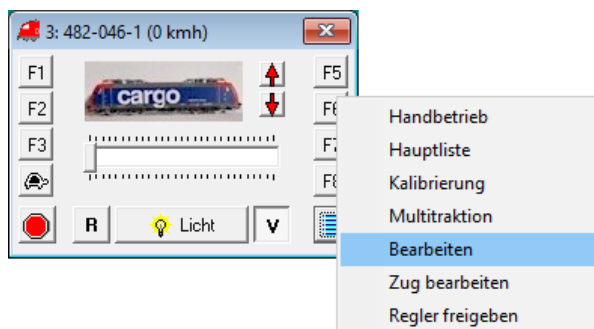 3: 482-046-1 (0 kmh)
F1
cargo
F5
F2
F6
F3
F7
F8
R
Licht
V
Handbetrieb
Hauptliste
Kalibrierung
Multitraktion
Bearbeiten
Zug bearbeiten
Regler freigeben